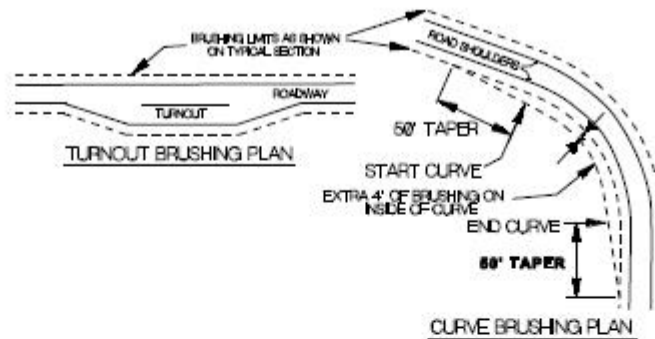 BRUSHING LIMITS AS SHOWN
ON TYPICAL SECTION
ROADWAY
TURNOUT
TURNOUT BRUSHING PLAN
ROAD SHOULDERS
50' TAPER
START CURVE
EXTRA 4' OF BRUSHING ON
INSIDE OF CURVE
END CURVE
50' TAPER
CURVE BRUSHING PLAN